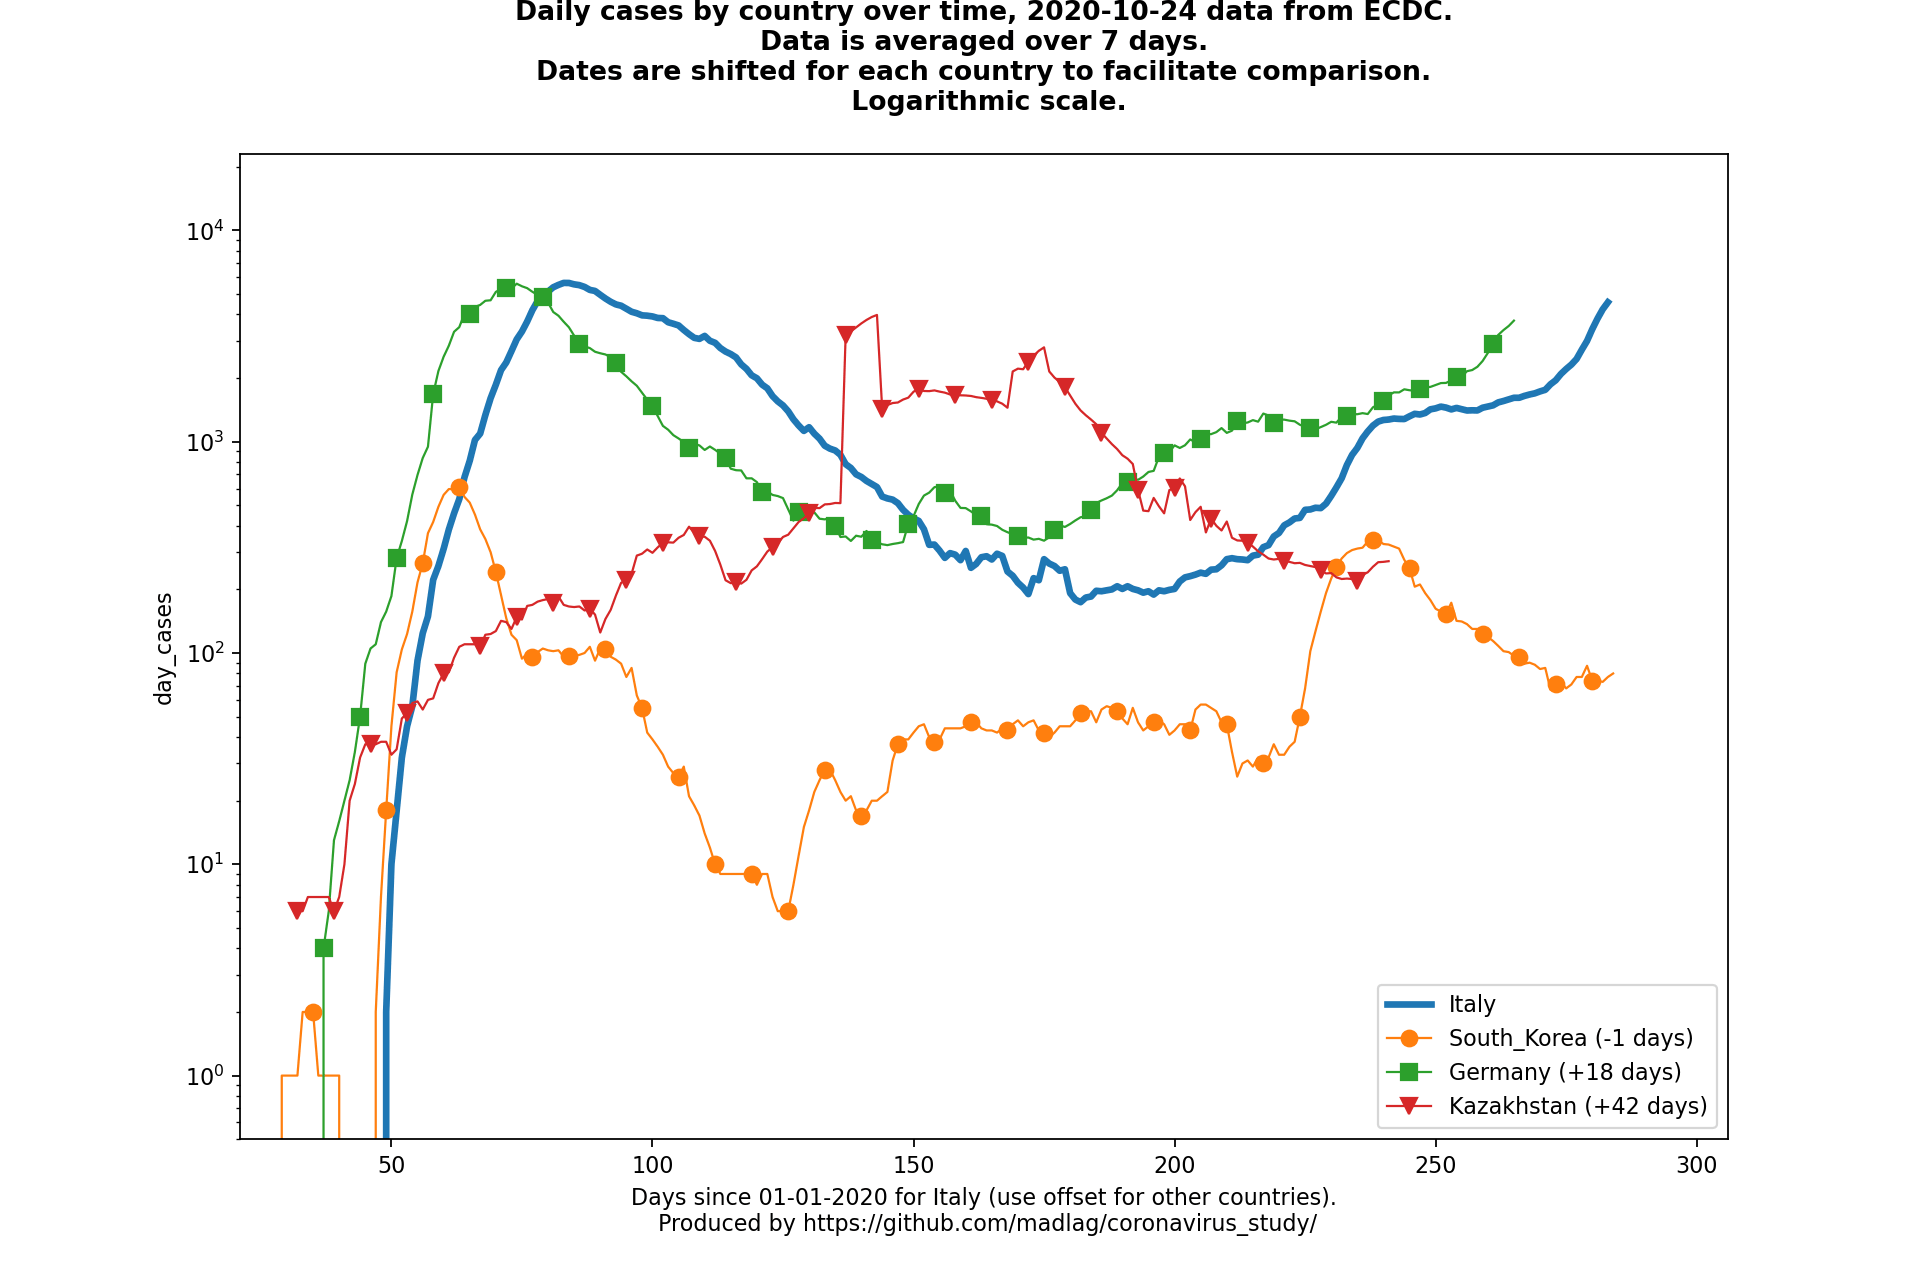 Daily cases by country over time, 2020-10-24 data from ECDC.
Data is averaged over 7 days.
Dates are shifted for each country to facilitate comparison.
Logarithmic scale.
day_cases
10⁴
10³
10²
10¹
10⁰
50 100 150 200 250 300
Italy
South_Korea (-1 days)
Germany (+18 days)
Kazakhstan (+42 days)
Days since 01-01-2020 for Italy (use offset for other countries).
Produced by https://github.com/madlag/coronavirus_study/